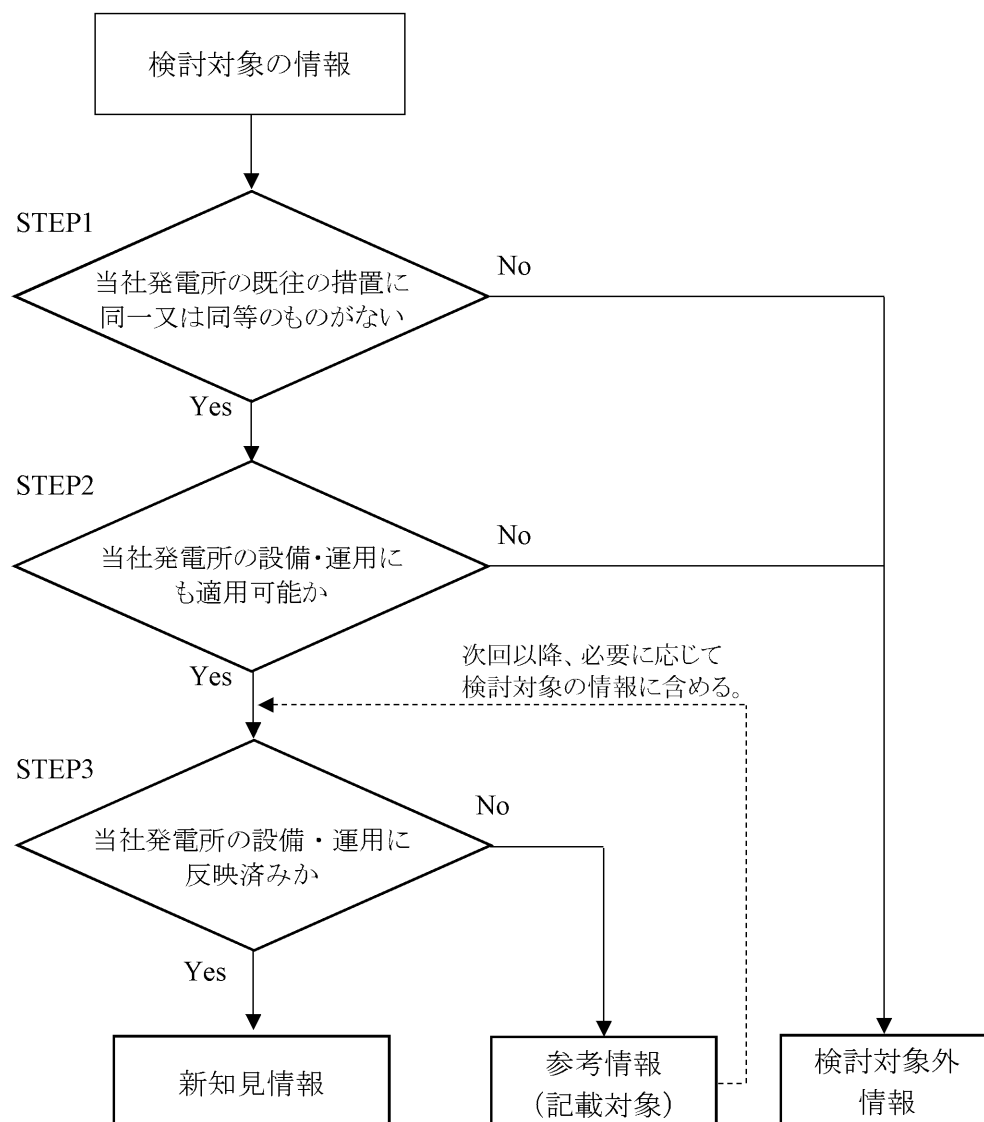 検討対象の情報
STEP1
当社発電所の既往の措置に
同一又は同等のものがない
No
Yes
STEP2
当社発電所の設備・運用に
も適用可能か
No
Yes
次回以降、必要に応じて
検討対象の情報に含める。
STEP3
当社発電所の設備・運用に
反映済みか
No
Yes
新知見情報
参考情報
（記載対象）
検討対象外
情報